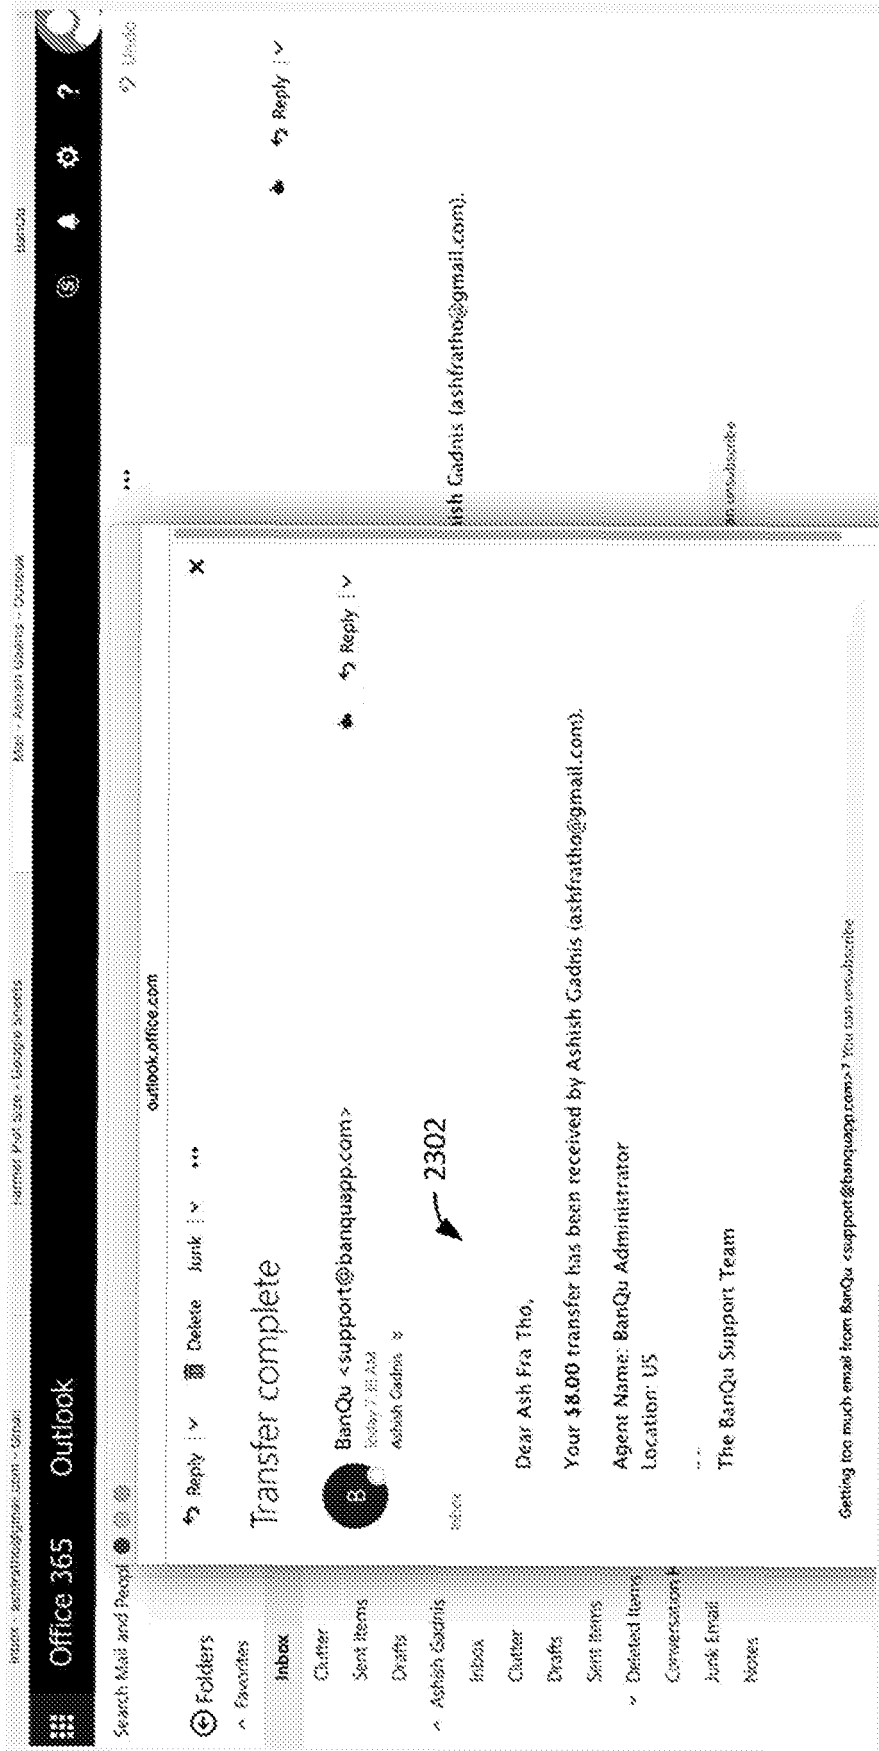 Office 365
Outlook
Search Mail and Peopl
Undo
outlook.office.com
Folders
Favorites
Inbox
Clutter
Sent Items
Drafts
Ashish Gadnis
Inbox
Clutter
Drafts
Sent Items
Deleted Items
Junk Email
Notes
Reply
Delete
Junk
Transfer complete
B
BanQu <support@banquapp.com>
Ashish Gadnis
Reply
Inbox
2302
Dear Ash Fra Tho,
Your $8.00 transfer has been received by Ashish Gadnis (ashfratho@gmail.com).
Agent Name: BanQu Administrator
Location: US
--
The BanQu Support Team
Getting too much email from BanQu <support@banquapp.com>? You can unsubscribe
Reply
ish Gadnis (ashfratho@gmail.com).
unsubscribe